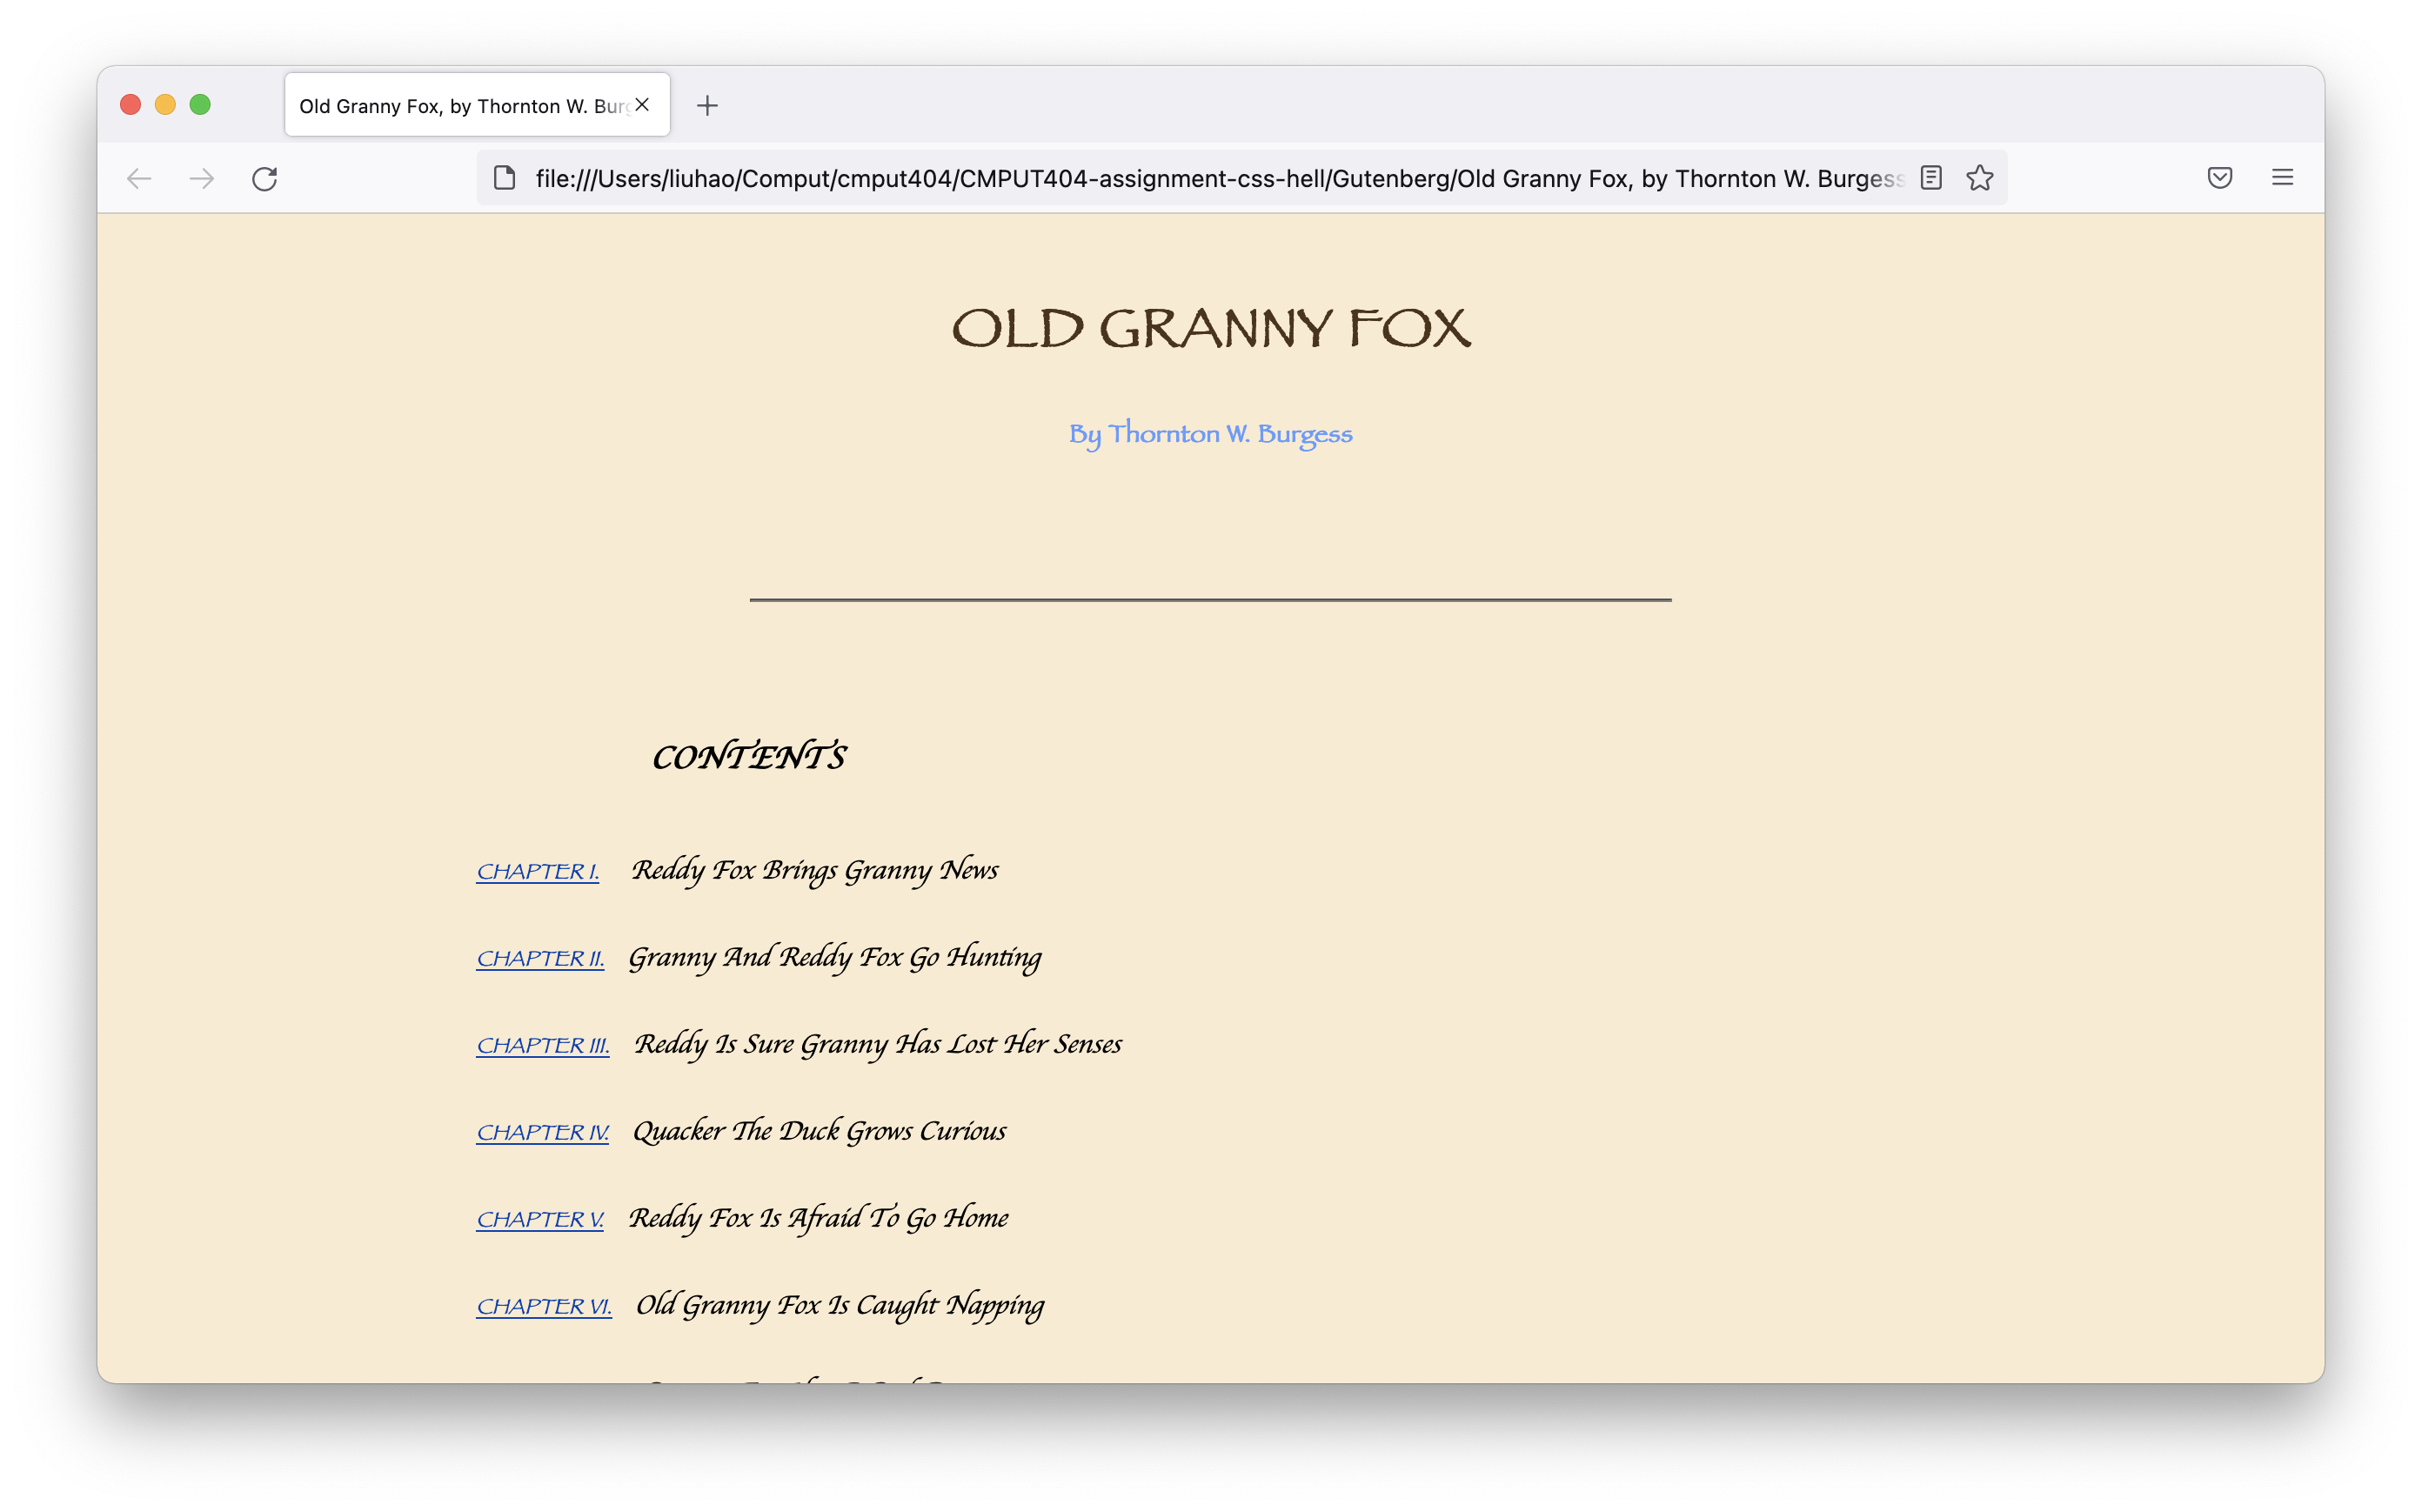 Old Granny Fox, by Thornton W. Burg
file:///Users/liuhao/Comput/cmput404/CMPUT404-assignment-css-hell/Gutenberg/Old Granny Fox, by Thornton W. Burgess
OLD GRANNY FOX
By Thornton W. Burgess
CONTENTS
CHAPTER I. Reddy Fox Brings Granny News
CHAPTER II. Granny And Reddy Fox Go Hunting
CHAPTER III. Reddy Is Sure Granny Has Lost Her Senses
CHAPTER IV. Quacker The Duck Grows Curious
CHAPTER V. Reddy Fox Is Afraid To Go Home
CHAPTER VI. Old Granny Fox Is Caught Napping